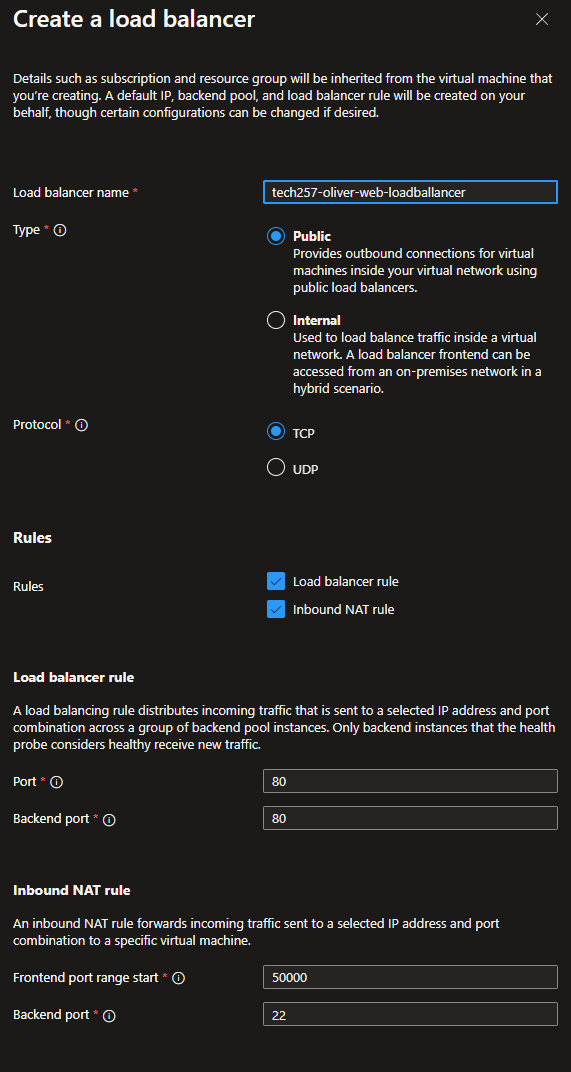 Create a load balancer
Details such as subscription and resource group will be inherited from the virtual machine that
you're creating. A default IP, backend pool, and load balancer rule will be created on your
behalf, though certain configurations can be changed if desired.
Load balancer name *
tech257-oliver-web-loadballancer
Type *
Public
Provides outbound connections for virtual
machines inside your virtual network using
public load balancers.
Internal
Used to load balance traffic inside a virtual
network. A load balancer frontend can be
accessed from an on-premises network in a
hybrid scenario.
Protocol *
TCP
UDP
Rules
Rules
Load balancer rule
Inbound NAT rule
Load balancer rule
A load balancing rule distributes incoming traffic that is sent to a selected IP address and port
combination across a group of backend pool instances. Only backend instances that the health
probe considers healthy receive new traffic.
Port *
80
Backend port *
80
Inbound NAT rule
An inbound NAT rule forwards incoming traffic sent to a selected IP address and port
combination to a specific virtual machine.
Frontend port range start *
50000
Backend port *
22